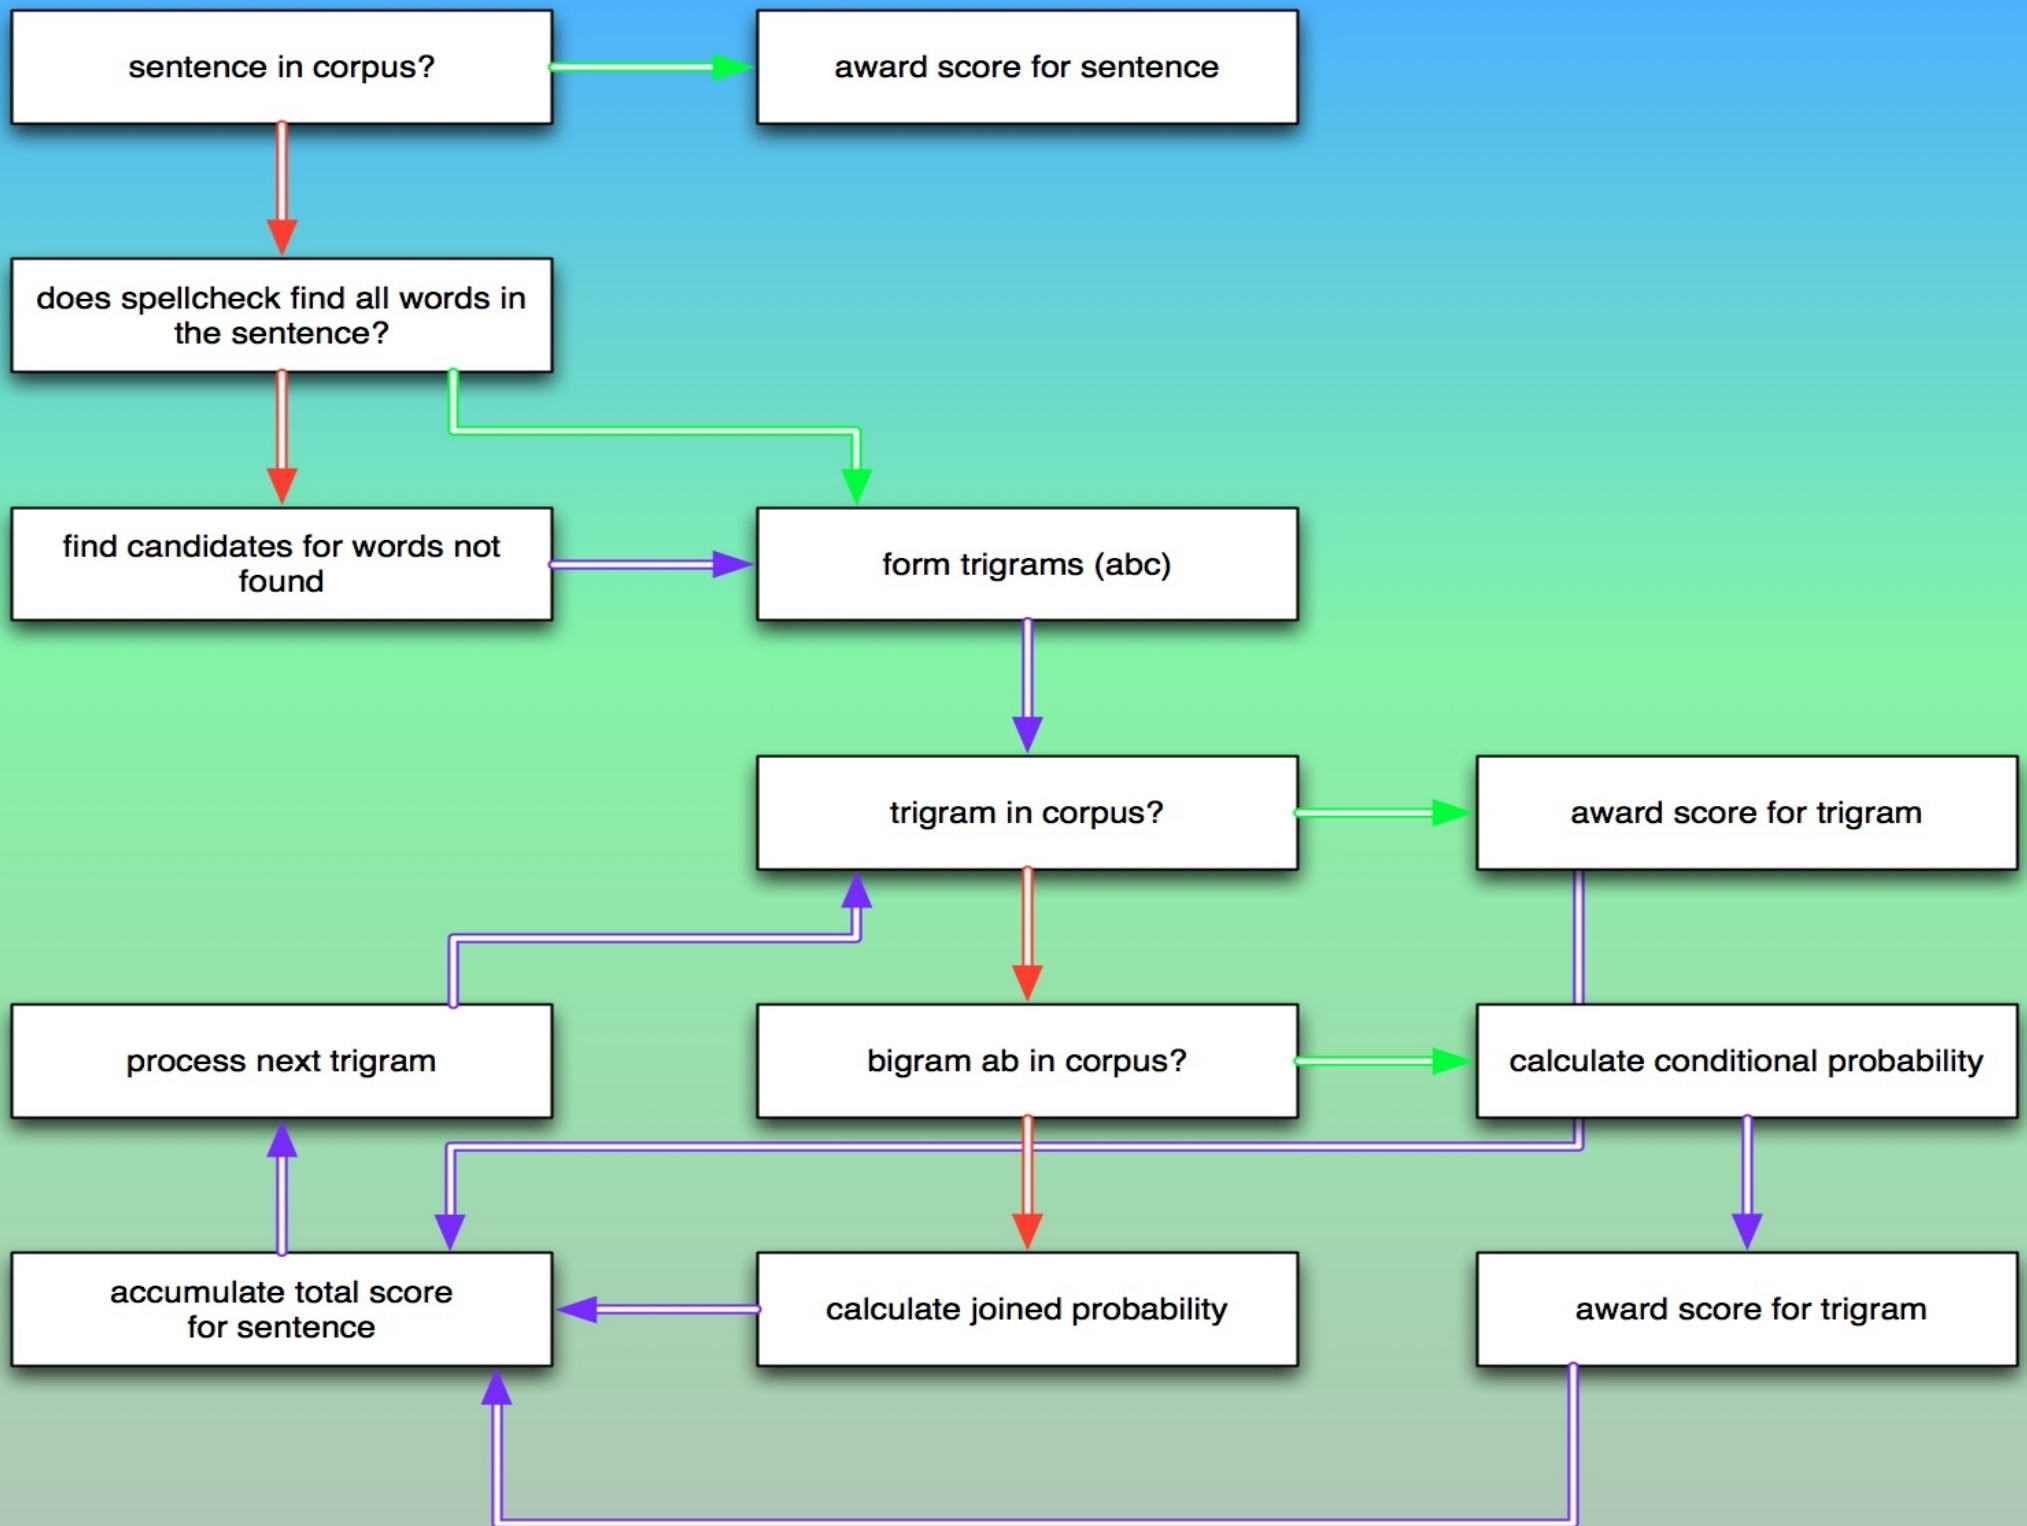 sentence in corpus?
award score for sentence
does spellcheck find all words in
the sentence?
find candidates for words not
found
form trigrams (abc)
trigram in corpus?
award score for trigram
process next trigram
bigram ab in corpus?
calculate conditional probability
accumulate total score
for sentence
calculate joined probability
award score for trigram